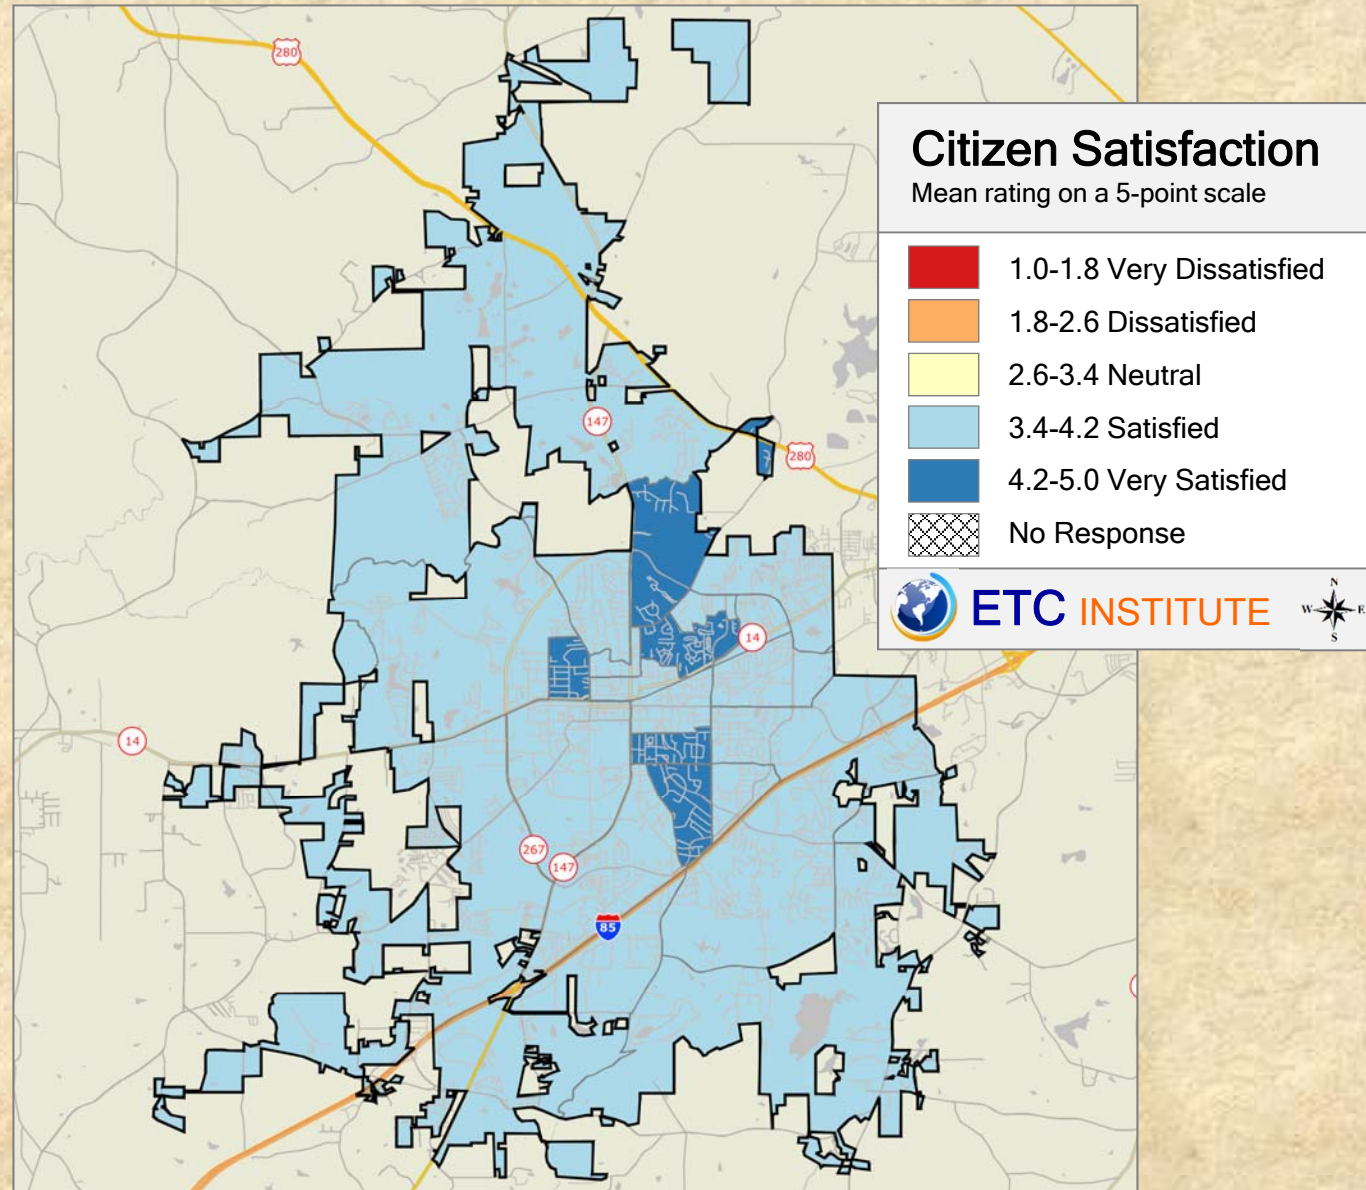 280
Citizen Satisfaction
Mean rating on a 5-point scale
1.0-1.8 Very Dissatisfied
1.8-2.6 Dissatisfied
2.6-3.4 Neutral
3.4-4.2 Satisfied
4.2-5.0 Very Satisfied
No Response
ETC INSTITUTE
N
W E
S
147
280
14
14
267
147
85